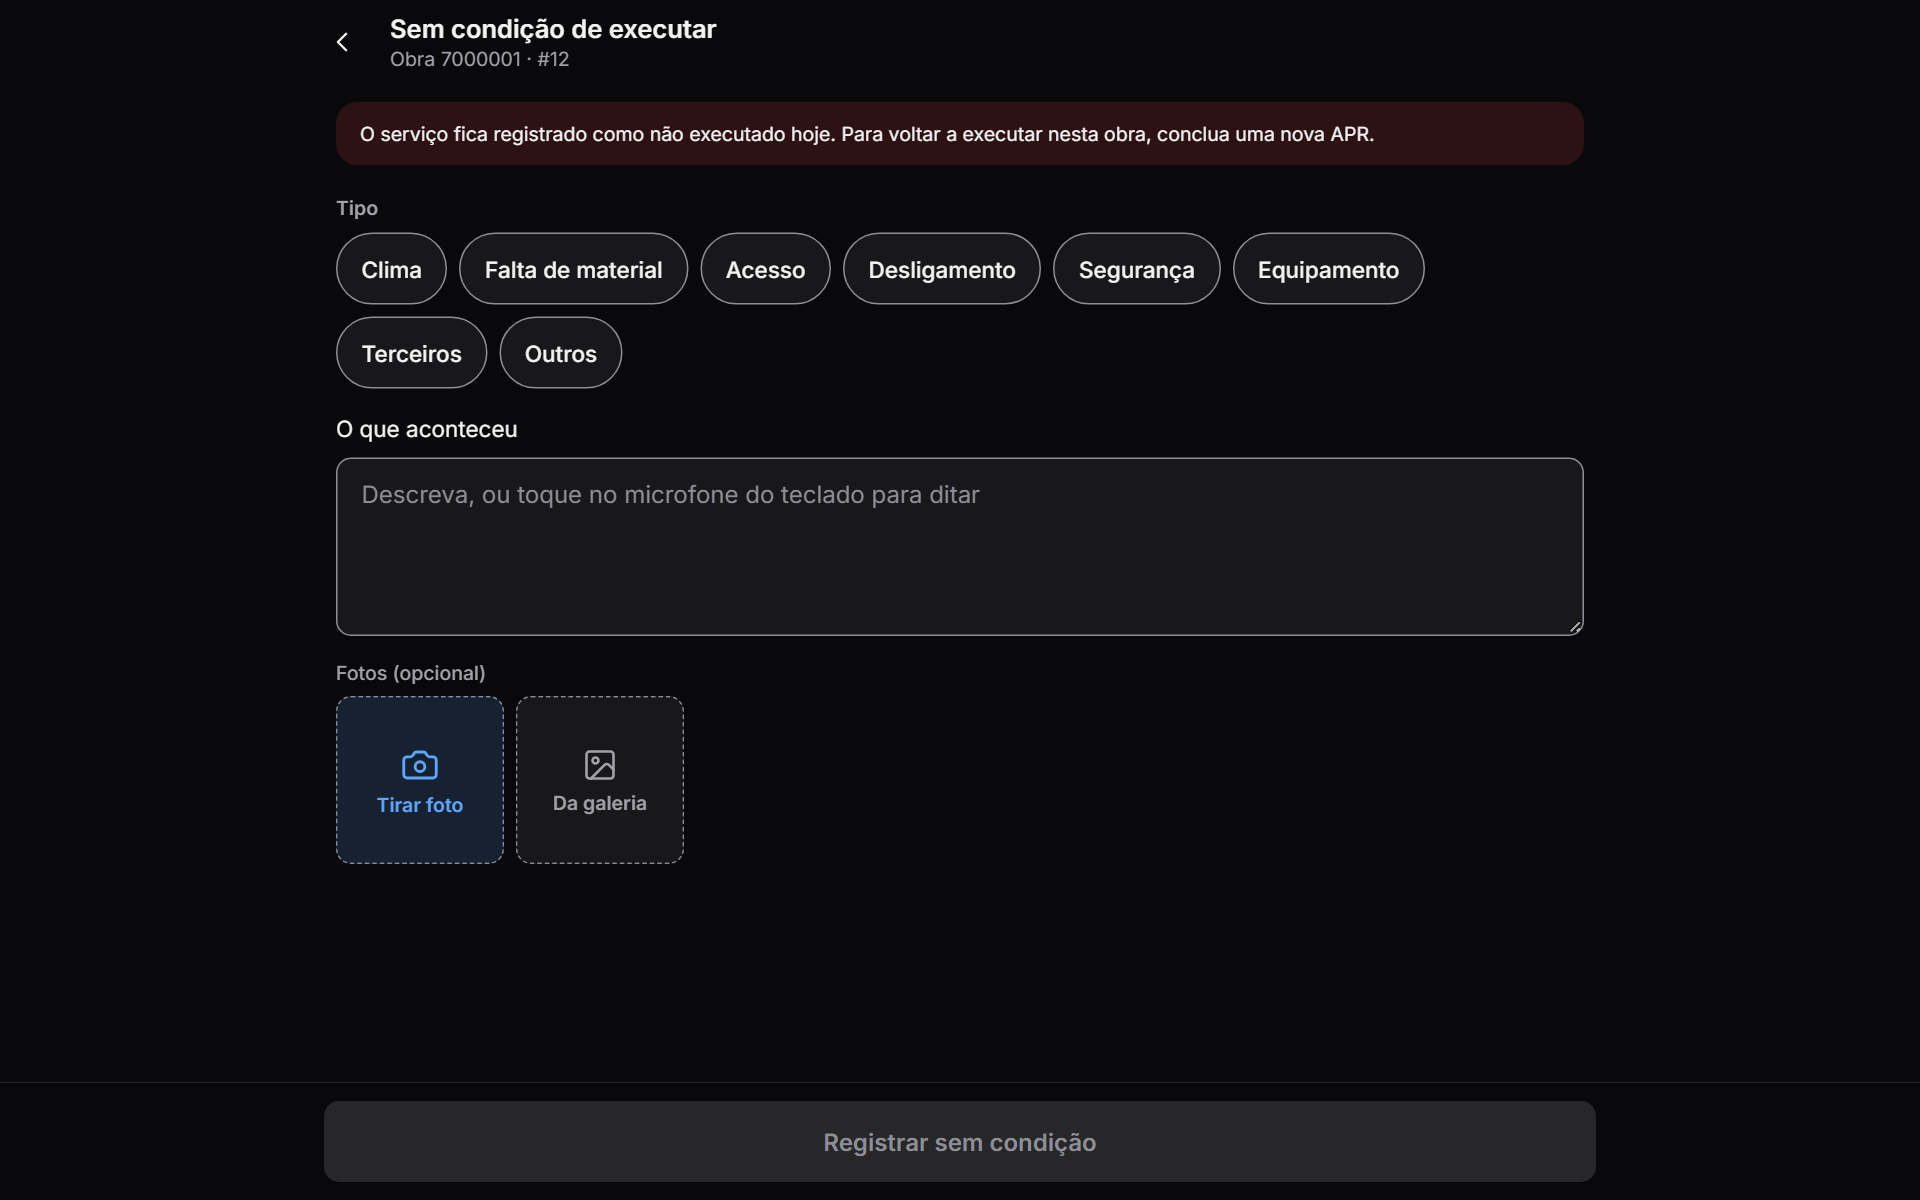 Sem condição de executar
Obra 7000001 · #12
O serviço fica registrado como não executado hoje. Para voltar a executar nesta obra, conclua uma nova APR.
Tipo
Clima
Falta de material
Acesso
Desligamento
Segurança
Equipamento
Terceiros
Outros
O que aconteceu
Descreva, ou toque no microfone do teclado para ditar
Fotos (opcional)
Tirar foto
Da galeria
Registrar sem condição